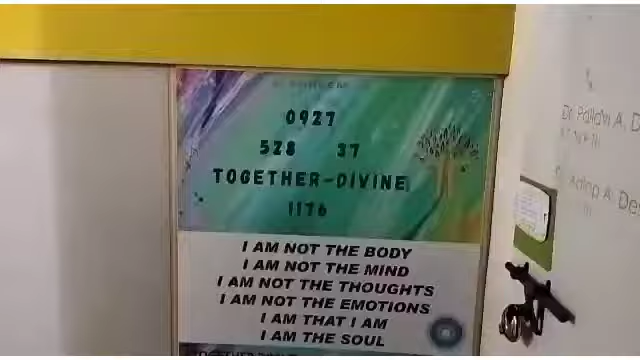 0927
528 37
TOGETHER-DIVINE
1176
I AM NOT THE BODY
I AM NOT THE MIND
I AM NOT THE THOUGHTS
I AM NOT THE EMOTIONS
I AM THAT I AM
I AM THE SOUL